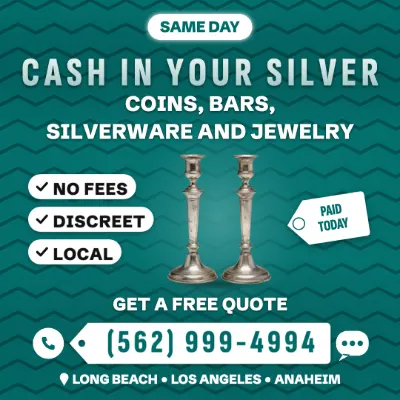 SAME DAY
CASH IN YOUR SILVER
COINS, BARS,
SILVERWARE AND JEWELRY
NO FEES
DISCREET
LOCAL
PAID
TODAY
GET A FREE QUOTE
(562) 999-4994
LONG BEACH • LOS ANGELES • ANAHEIM